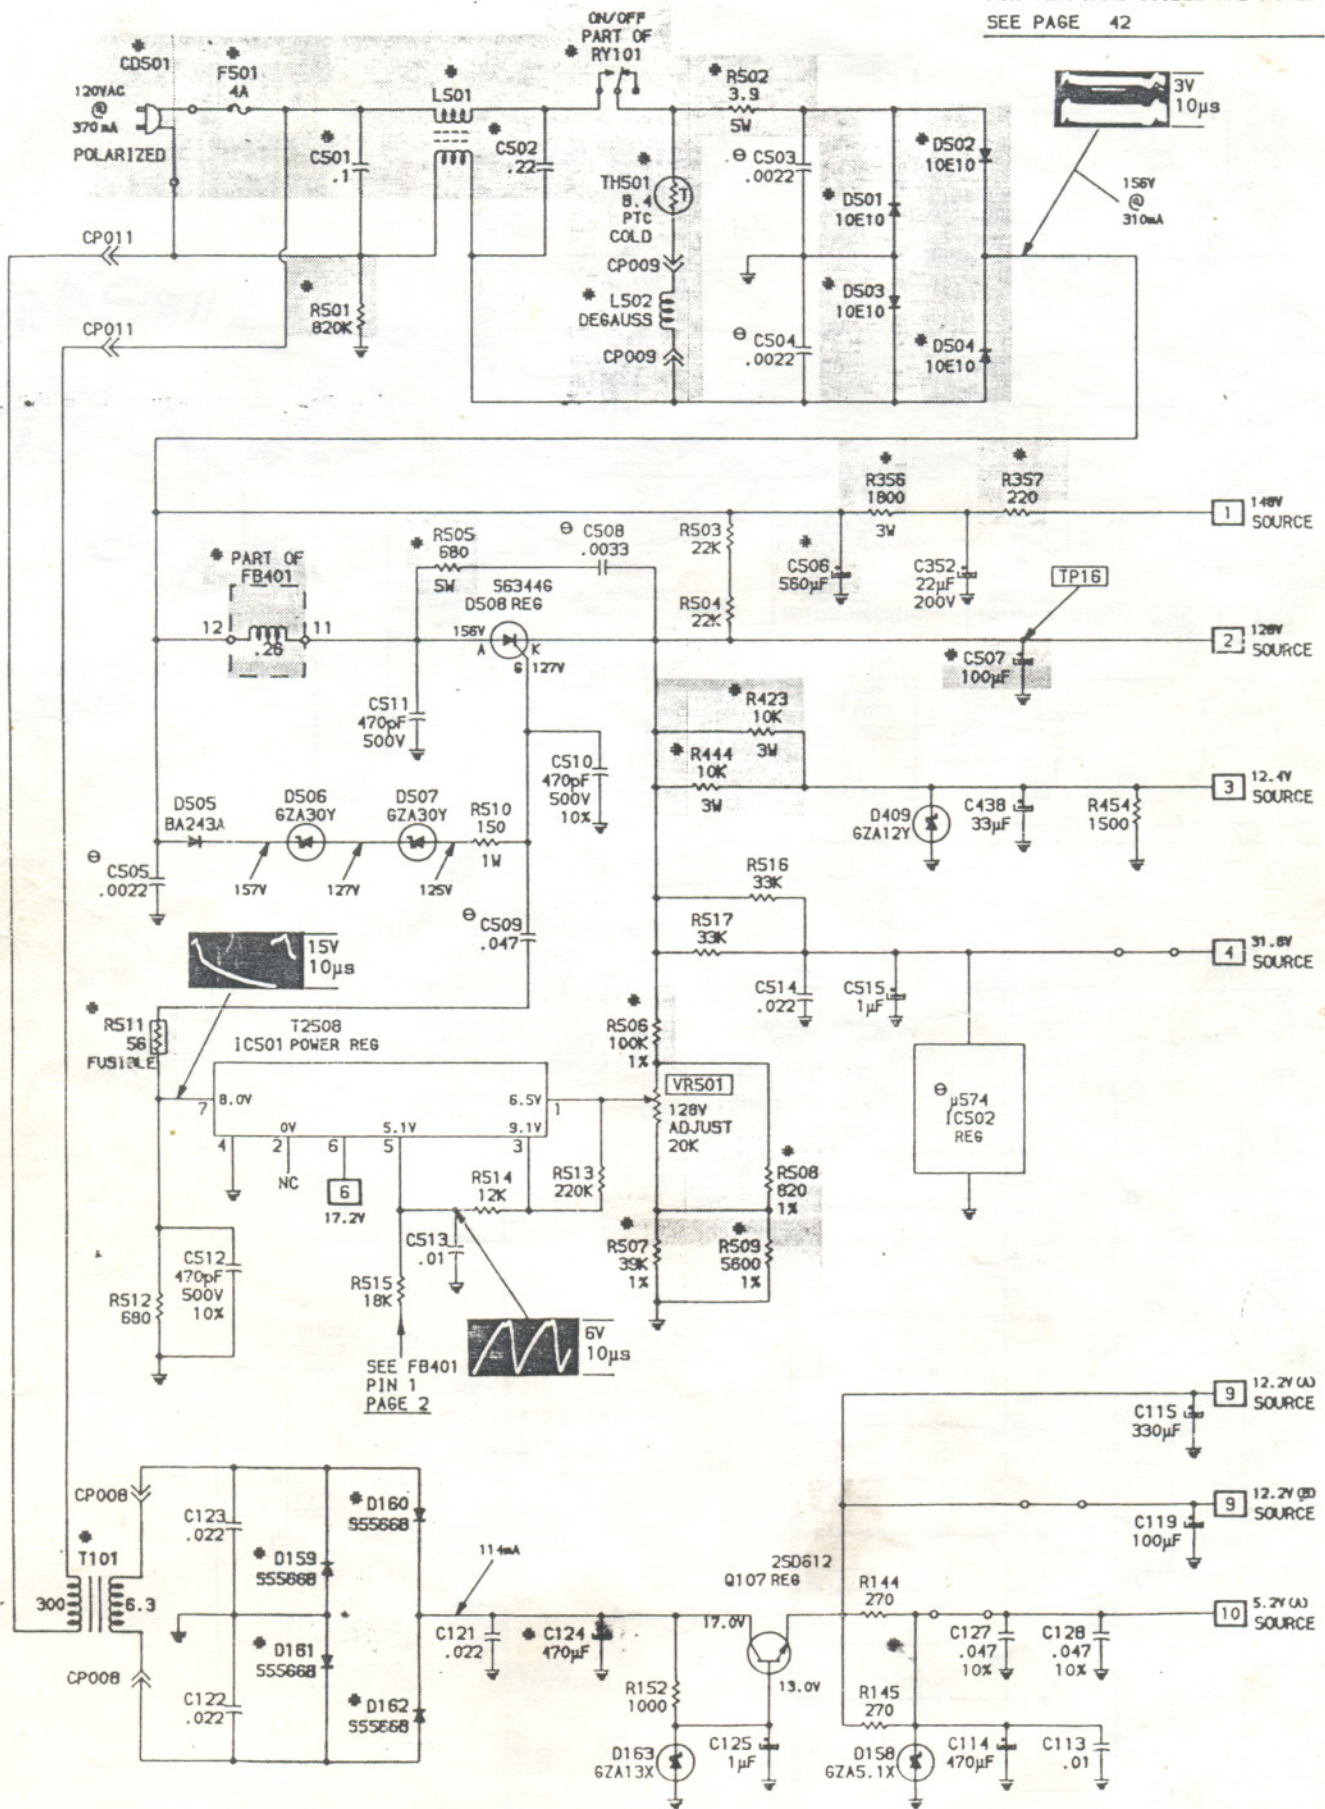 SEE PAGE 42
CD501
120VAC
@
370mA
POLARIZED
F501
4A
C501
.1
L501
C502
.22
ON/OFF
PART OF
RY101
TH501
8.4
PTC
COLD
CP009
L502
DEGAUSS
CP009
R502
3.9
5W
C503
.0022
C504
.0022
D501
10E10
D502
10E10
D503
10E10
D504
10E10
3V
10µs
156V
@
310mA
CP011
CP011
R501
820K
PART OF
FB401
12
11
.26
R505
680
5W
C508
.0033
S6344G
D508 REG
156V
A
K
G
127V
C511
470pF
500V
C510
470pF
500V
10%
R503
22K
R504
22K
C506
560µF
R356
1800
3W
C352
22µF
200V
R357
220
1
148V
SOURCE
TP16
C507
100µF
2
128V
SOURCE
R423
10K
3W
R444
10K
3W
D409
GZA12Y
C438
33µF
R454
1500
3
12.4V
SOURCE
D505
BA243A
D506
GZA30Y
D507
GZA30Y
R510
150
1W
157V
127V
125V
C505
.0022
C509
.047
R516
33K
R517
33K
C514
.022
C515
1µF
4
31.8V
SOURCE
µ574
IC502
REG
15V
10µs
R511
56
FUSIBLE
T2508
IC501 POWER REG
7
8.0V
0V
5.1V
9.1V
6.5V
1
4
2
6
5
3
NC
6
17.2V
R514
12K
R513
220K
C513
.01
R515
18K
SEE FB401
PIN 1
PAGE 2
6V
10µs
R506
100K
1%
VR501
128V
ADJUST
20K
R508
820
1%
R507
39K
1%
R509
5600
1%
C512
470pF
500V
10%
R512
680
CP008
T101
300
6.3
CP008
C123
.022
C122
.022
D159
S5566B
D160
S5566B
D161
S5566B
D162
S5566B
114mA
C121
.022
C124
470µF
R152
1000
D163
GZA13X
C125
1µF
2SD612
Q107 REG
17.0V
13.0V
R144
270
R145
270
D158
GZA5.1X
C114
470µF
C113
.01
C127
.047
10%
C128
.047
10%
C115
330µF
9
12.2V (A)
SOURCE
C119
100µF
9
12.2V (B)
SOURCE
10
5.2V (A)
SOURCE